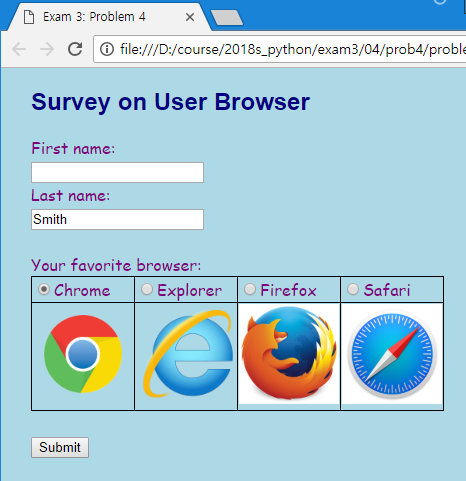 Exam 3: Problem 4
file:///D:/course/2018s_python/exam3/04/prob4/proble
Survey on User Browser
First name:
Last name:
Smith
Your favorite browser:
Chrome Explorer Firefox Safari
Submit